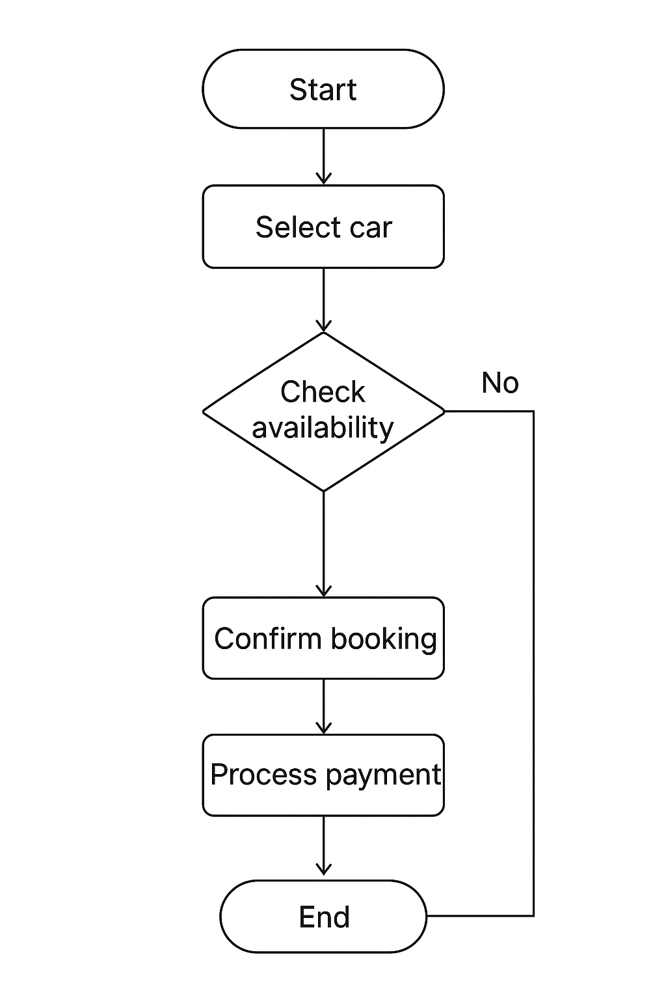 Start
Select car
Check
availability
No
Confirm booking
Process payment
End